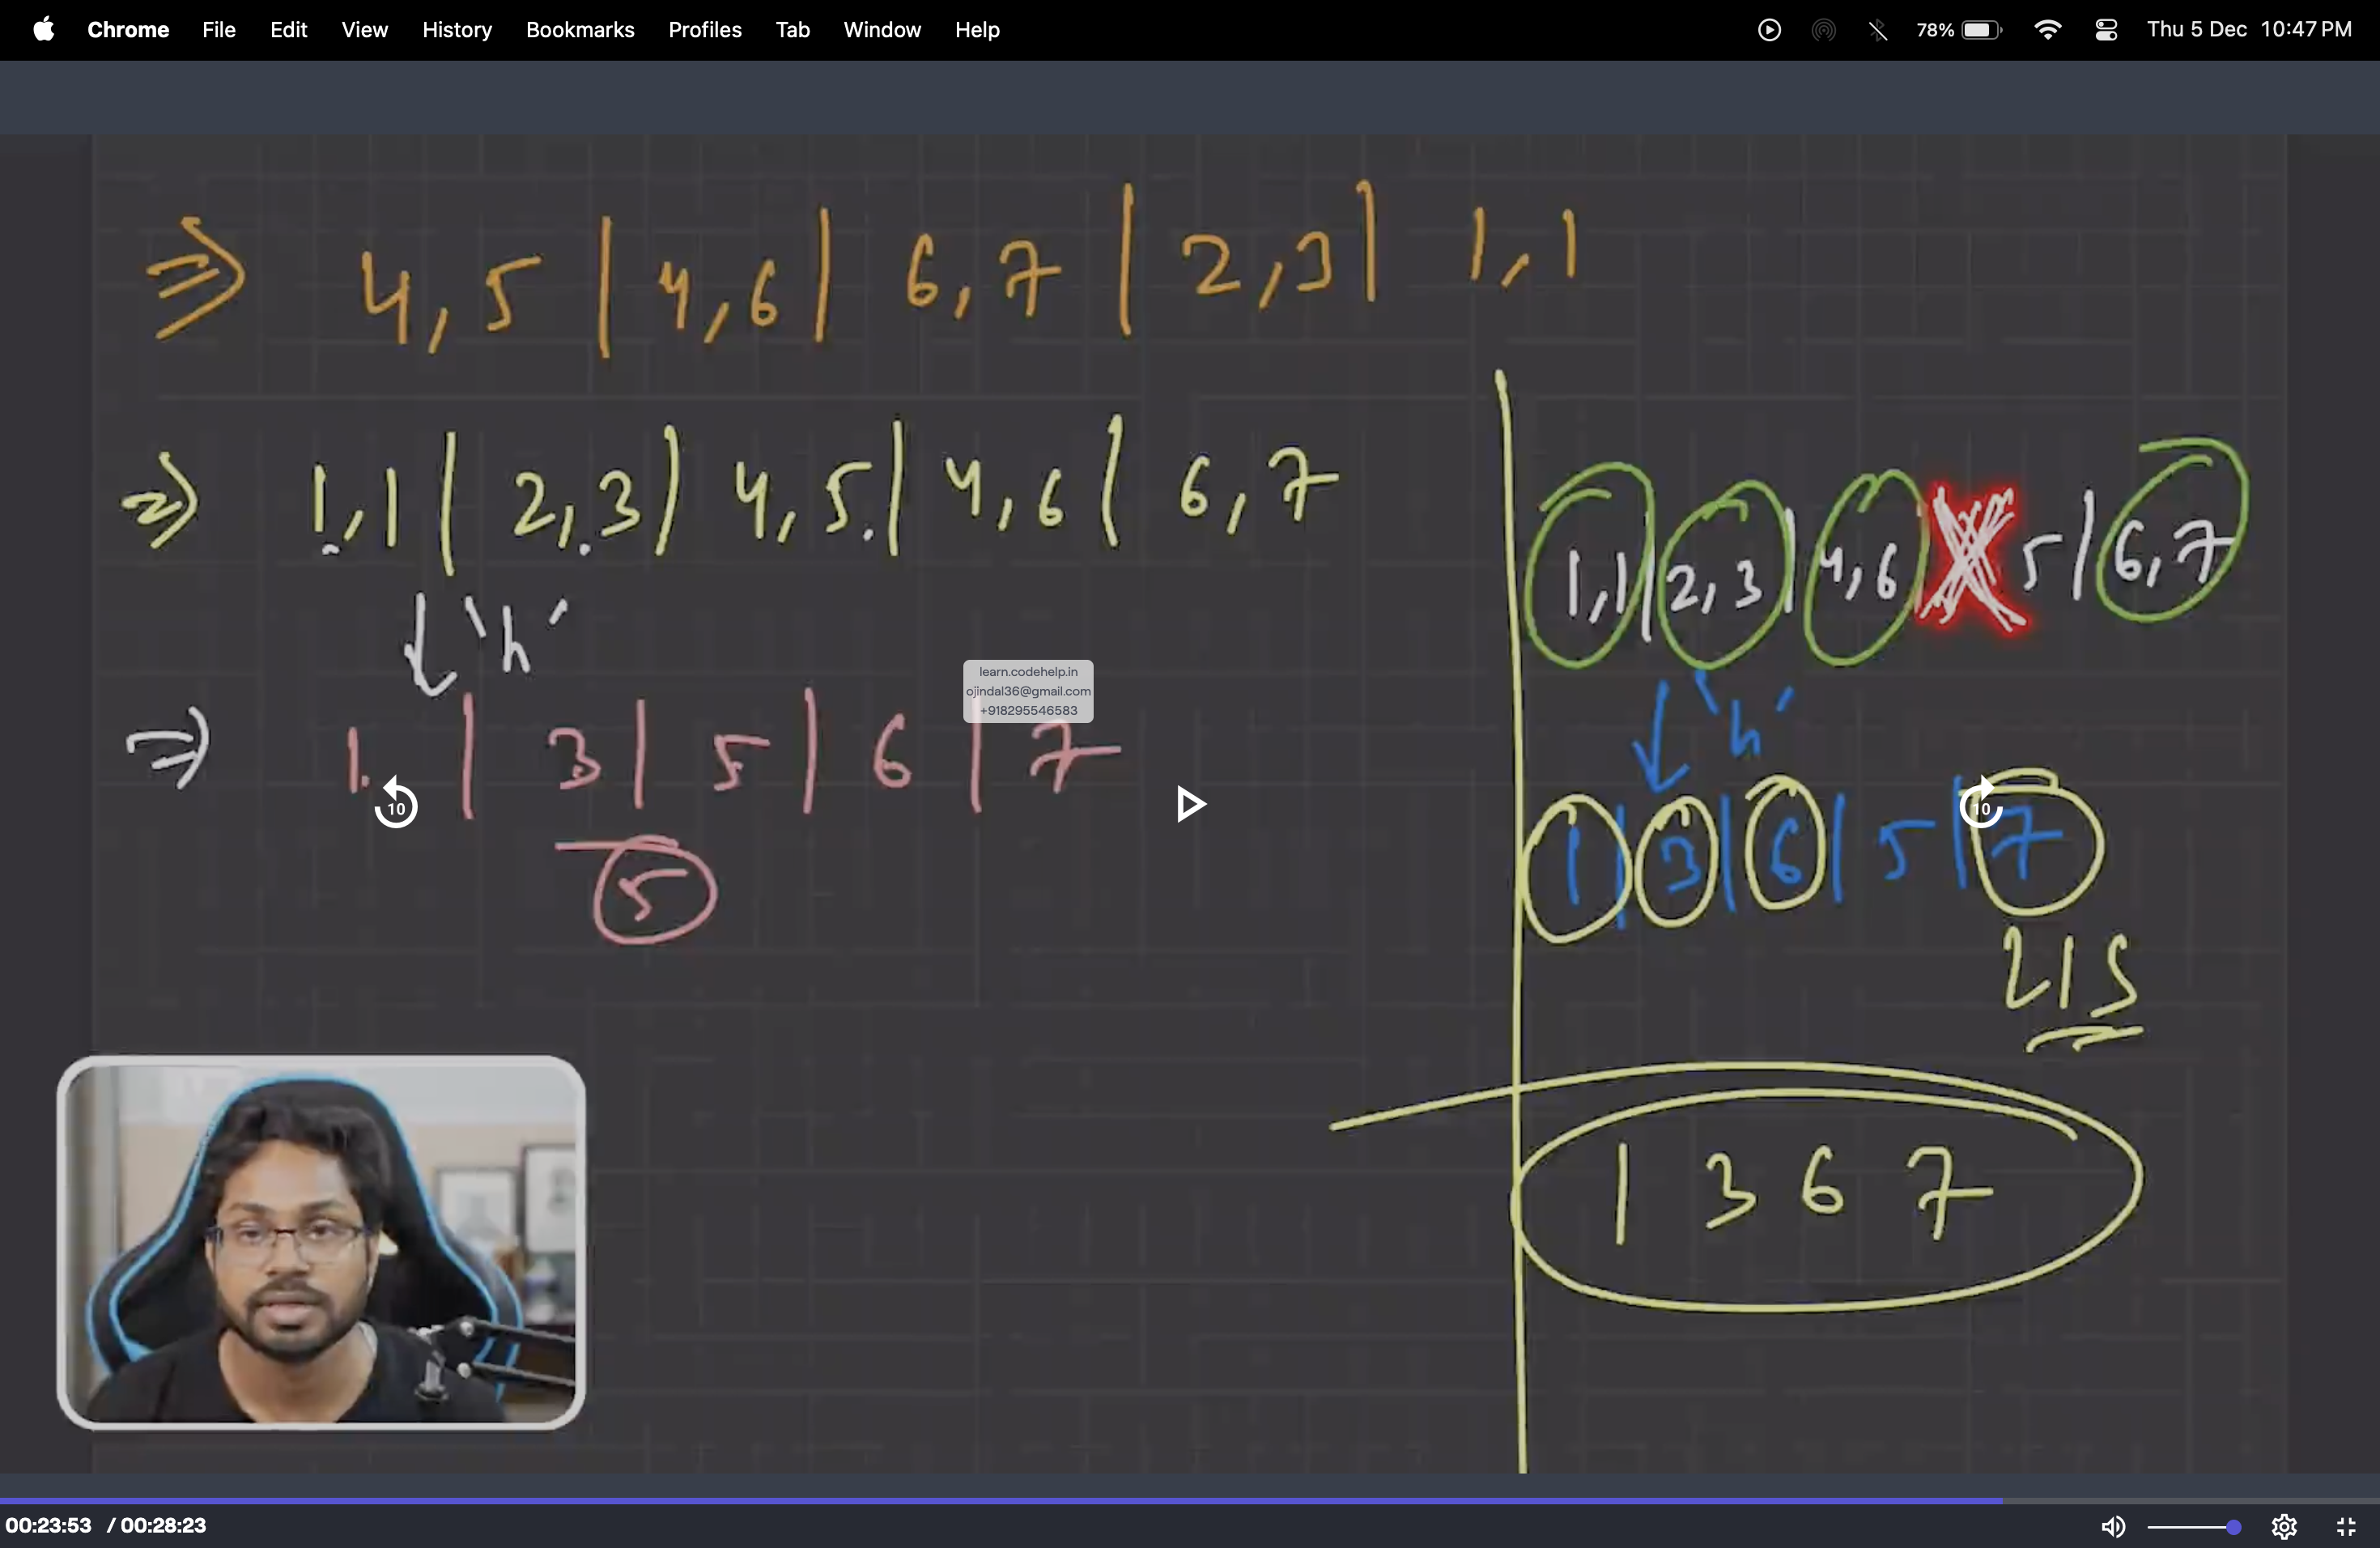 Chrome File Edit View History Bookmarks Profiles Tab Window Help 78% Thu 5 Dec 10:47 PM
⇒ 4, 5 | 4, 6 | 6, 7 | 2, 3 | 1, 1
⇒ 1, 1 | 2, 3 | 4, 5 | 4, 6 | 6, 7
↓ 'h'
⇒ 1 | 3 | 5 | 6 | 7
5
1, 1 | 2, 3 | 4, 6 | 5 | 6, 7
↓ 'h'
1 | 3 | 6 | 5 | 7
LIS
1 3 6 7
learn.codehelp.in
ojindal36@gmail.com
+918295546583
10
10
00:23:53 / 00:28:23